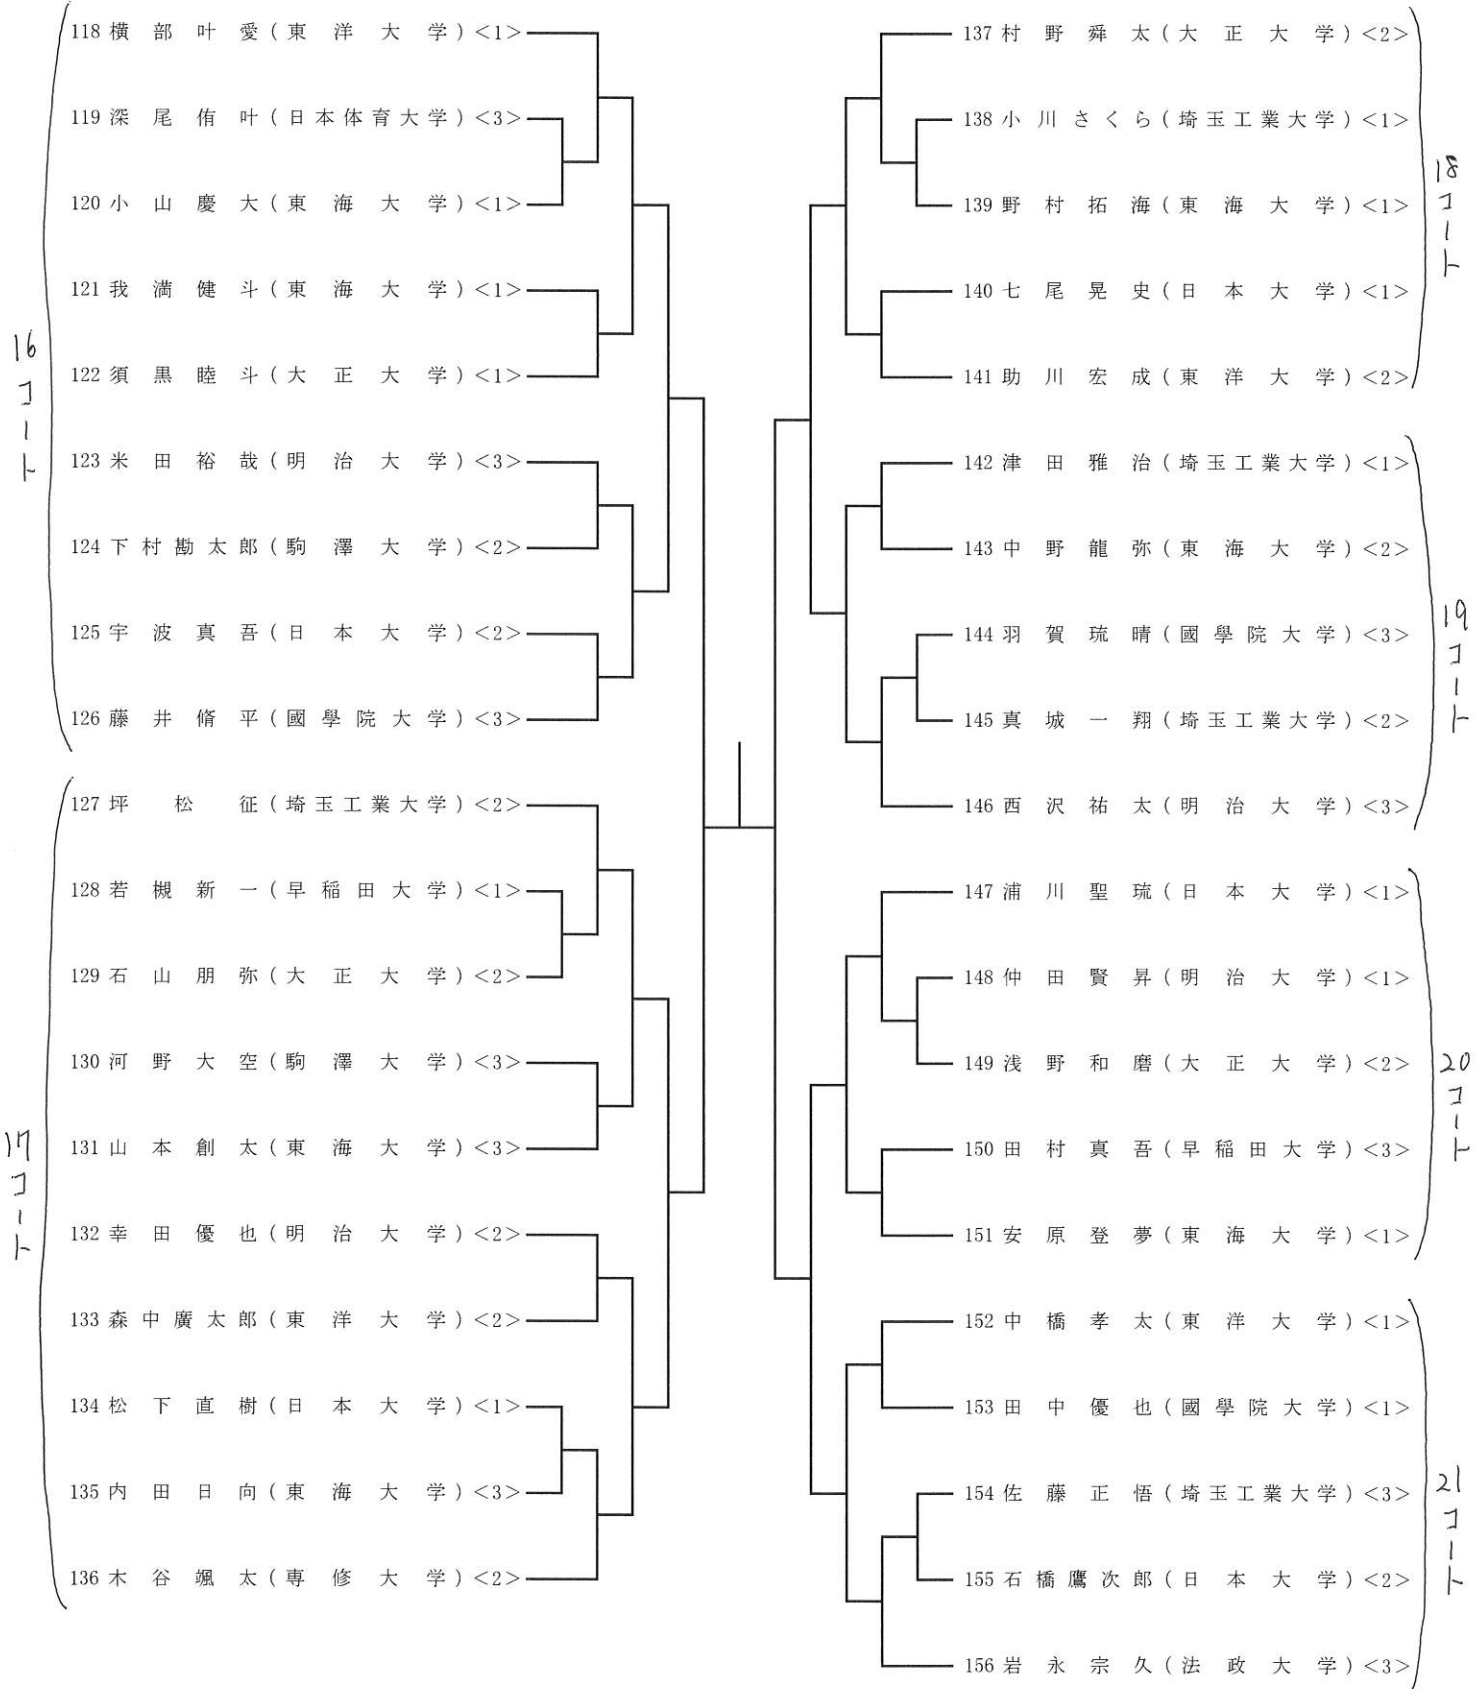 118 横部叶愛(東洋大学)<1>
119 深尾侑叶(日本体育大学)<3>
120 小山慶大(東海大学)<1>
121 我満健斗(東海大学)<1>
122 須黒睦斗(大正大学)<1>
123 米田裕哉(明治大学)<3>
124 下村勘太郎(駒澤大学)<2>
125 宇波真吾(日本大学)<2>
126 藤井脩平(國學院大学)<3>
16コート
127 坪松征(埼玉工業大学)<2>
128 若槻新一(早稲田大学)<1>
129 石山朋弥(大正大学)<2>
130 河野大空(駒澤大学)<3>
131 山本創太(東海大学)<3>
132 幸田優也(明治大学)<2>
133 森中廣太郎(東洋大学)<2>
134 松下直樹(日本大学)<1>
135 内田日向(東海大学)<3>
136 木谷颯太(専修大学)<2>
17コート
137 村野舜太(大正大学)<2>
138 小川さくら(埼玉工業大学)<1>
139 野村拓海(東海大学)<1>
140 七尾晃史(日本大学)<1>
141 助川宏成(東洋大学)<2>
18コート
142 津田雅治(埼玉工業大学)<1>
143 中野龍弥(東海大学)<2>
144 羽賀琉晴(國學院大学)<3>
145 真城一翔(埼玉工業大学)<2>
146 西沢祐太(明治大学)<3>
19コート
147 浦川聖琉(日本大学)<1>
148 仲田賢昇(明治大学)<1>
149 浅野和磨(大正大学)<2>
150 田村真吾(早稲田大学)<3>
151 安原登夢(東海大学)<1>
20コート
152 中橋孝太(東洋大学)<1>
153 田中優也(國學院大学)<1>
154 佐藤正悟(埼玉工業大学)<3>
155 石橋鷹次郎(日本大学)<2>
156 岩永宗久(法政大学)<3>
21コート